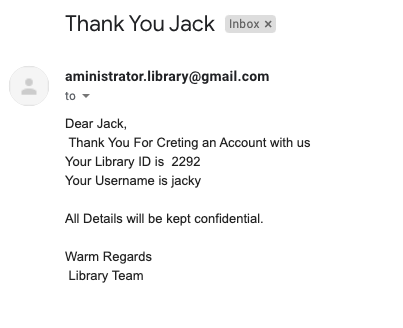 Thank You Jack Inbox ×
aministrator.library@gmail.com
to
Dear Jack,
Thank You For Creting an Account with us
Your Library ID is 2292
Your Username is jacky
All Details will be kept confidential.
Warm Regards
Library Team